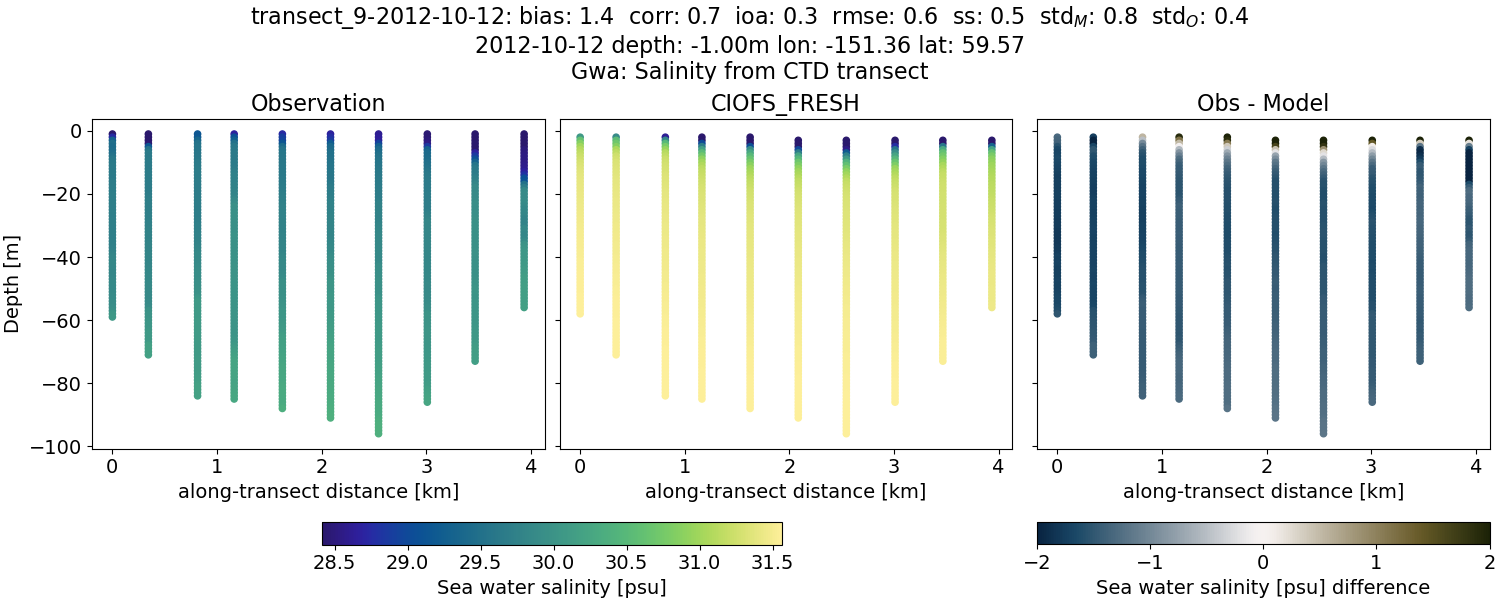 transect_9-2012-10-12: bias: 1.4 corr: 0.7 ioa: 0.3 rmse: 0.6 ss: 0.5 std_M: 0.8 std_O: 0.4
2012-10-12 depth: -1.00m lon: -151.36 lat: 59.57
Gwa: Salinity from CTD transect
Observation
CIOFS_FRESH
Obs - Model
Depth [m]
0
−20
−40
−60
−80
−100
0 1 2 3 4
0 1 2 3 4
0 1 2 3 4
along-transect distance [km]
along-transect distance [km]
along-transect distance [km]
28.5 29.0 29.5 30.0 30.5 31.0 31.5
Sea water salinity [psu]
−2 −1 0 1 2
Sea water salinity [psu] difference